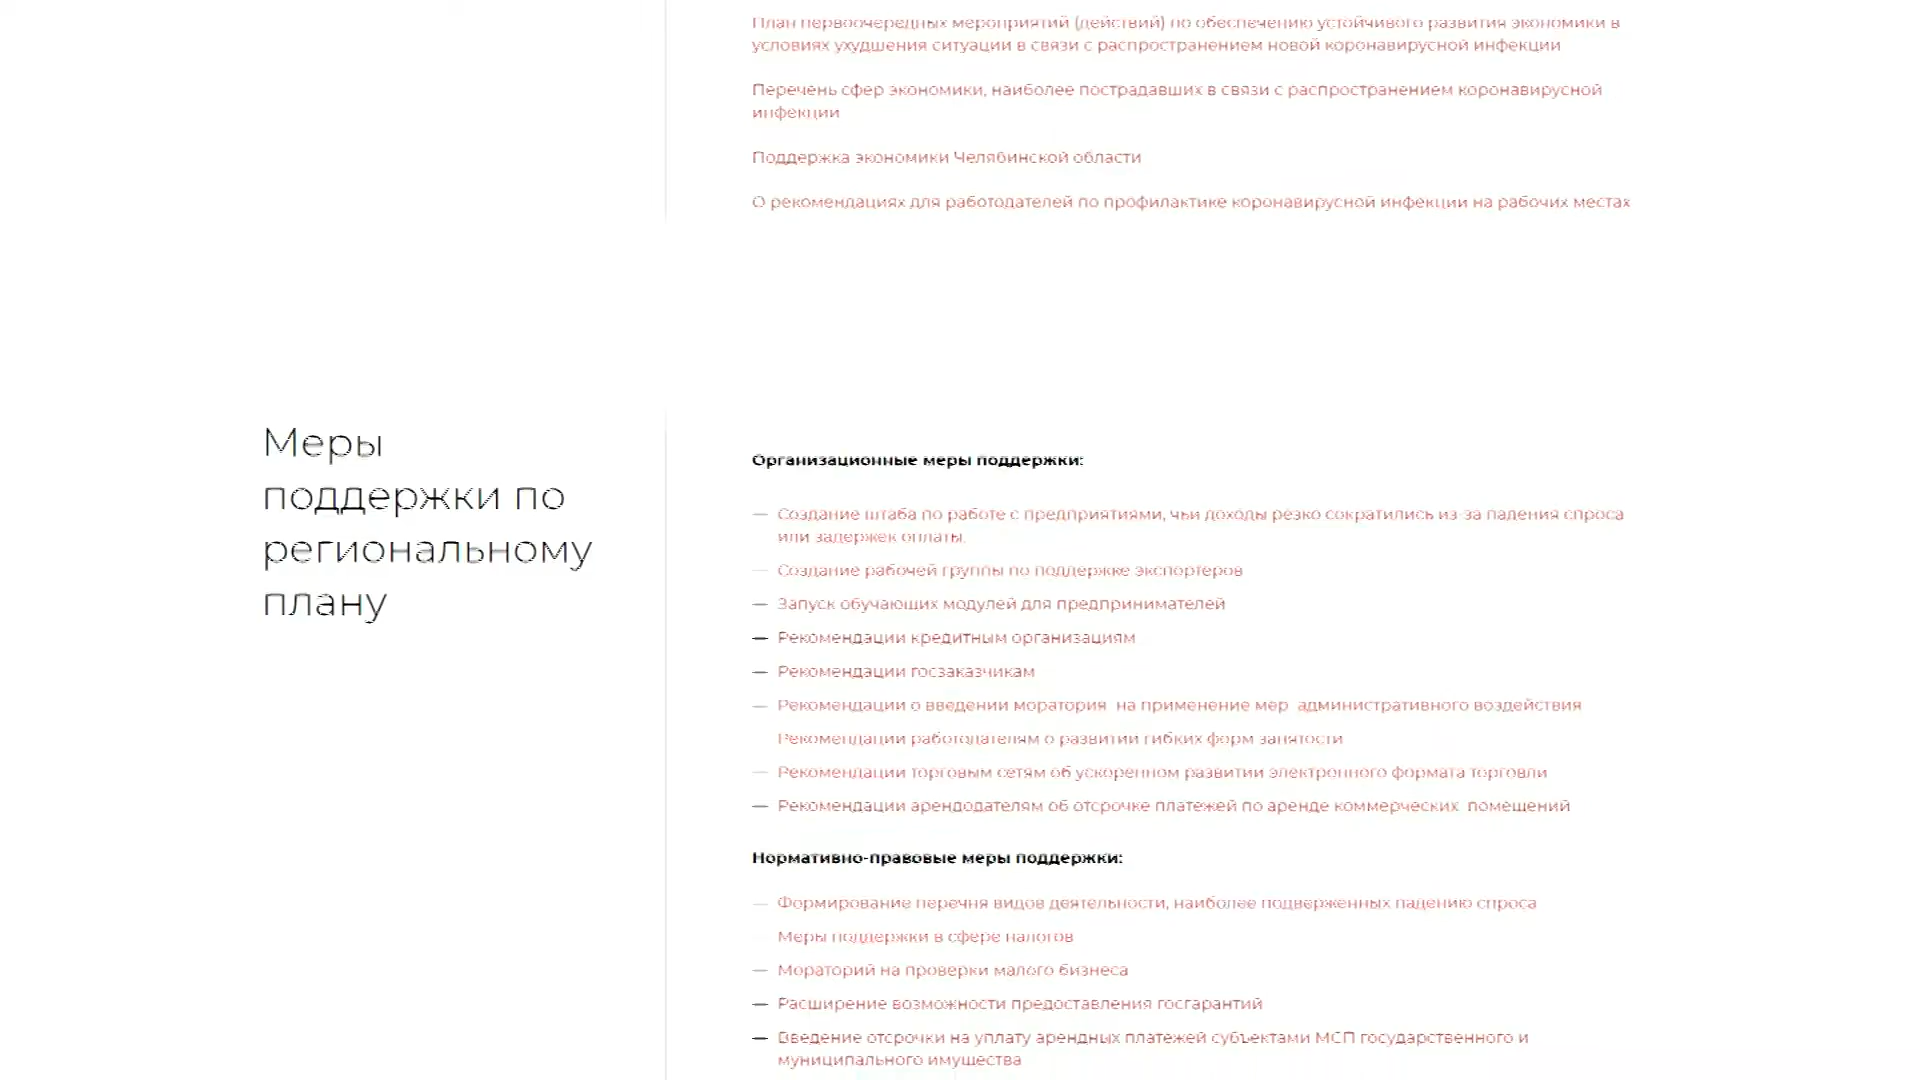 План первоочередных мероприятий (действий) по обеспечению устойчивого развития экономики в
условиях ухудшения ситуации в связи с распространением новой коронавирусной инфекции
Перечень сфер экономики, наиболее пострадавших в связи с распространением коронавирусной
инфекции
Поддержка экономики Челябинской области
О рекомендациях для работодателей по профилактике коронавирусной инфекции на рабочих местах
Меры
поддержки по
региональному
плану
Организационные меры поддержки:
— Создание штаба по работе с предприятиями, чьи доходы резко сократились из-за падения спроса
или задержек оплаты.
— Создание рабочей группы по поддержке экспортеров
— Запуск обучающих модулей для предпринимателей
— Рекомендации кредитным организациям
— Рекомендации госзаказчикам
— Рекомендации о введении моратория на применение мер административного воздействия
Рекомендации работодателям о развитии гибких форм занятости
— Рекомендации торговым сетям об ускоренном развитии электронного формата торговли
— Рекомендации арендодателям об отсрочке платежей по аренде коммерческих помещений
Нормативно-правовые меры поддержки:
— Формирование перечня видов деятельности, наиболее подверженных падению спроса
Меры поддержки в сфере налогов
— Мораторий на проверки малого бизнеса
— Расширение возможности предоставления госгарантий
— Введение отсрочки на уплату арендных платежей субъектами МСП государственного и
муниципального имущества